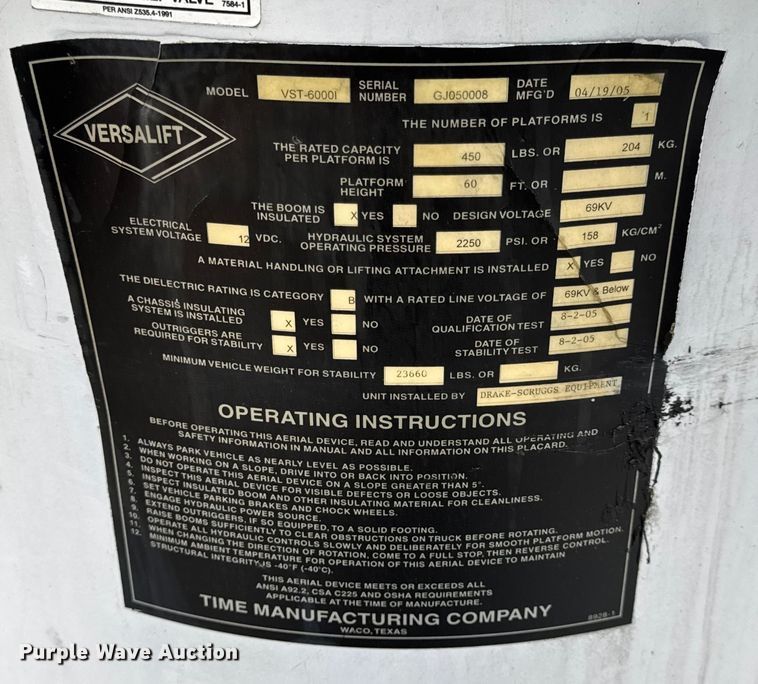 7584-1
PER ANSI Z535.4-1991
VERSALIFT
MODEL VST-6000I SERIAL NUMBER GJ050008 DATE MFG'D 04/19/05
THE NUMBER OF PLATFORMS IS 1
THE RATED CAPACITY PER PLATFORM IS 450 LBS. OR 204 KG.
PLATFORM HEIGHT 60 FT. OR M.
THE BOOM IS INSULATED X YES NO DESIGN VOLTAGE 69KV
ELECTRICAL SYSTEM VOLTAGE 12 VDC. HYDRAULIC SYSTEM OPERATING PRESSURE 2250 PSI. OR 158 KG/CM²
A MATERIAL HANDLING OR LIFTING ATTACHMENT IS INSTALLED X YES NO
THE DIELECTRIC RATING IS CATEGORY B WITH A RATED LINE VOLTAGE OF 69KV & Below
A CHASSIS INSULATING SYSTEM IS INSTALLED X YES NO DATE OF QUALIFICATION TEST 8-2-05
OUTRIGGERS ARE REQUIRED FOR STABILITY X YES NO DATE OF STABILITY TEST 8-2-05
MINIMUM VEHICLE WEIGHT FOR STABILITY 23660 LBS. OR KG.
UNIT INSTALLED BY DRAKE-SCRUGGS EQUIPMENT
OPERATING INSTRUCTIONS
BEFORE OPERATING THIS AERIAL DEVICE, READ AND UNDERSTAND ALL OPERATING AND
SAFETY INFORMATION IN MANUAL AND ALL INFORMATION ON THIS PLACARD.
1. ALWAYS PARK VEHICLE AS NEARLY LEVEL AS POSSIBLE.
2. WHEN WORKING ON A SLOPE, DRIVE INTO OR BACK INTO POSITION.
3. DO NOT OPERATE THIS AERIAL DEVICE ON A SLOPE GREATER THAN 5°.
4. INSPECT THIS AERIAL DEVICE FOR VISIBLE DEFECTS OR LOOSE OBJECTS.
5. INSPECT INSULATED BOOM AND OTHER INSULATING MATERIAL FOR CLEANLINESS.
6. SET VEHICLE PARKING BRAKES AND CHOCK WHEELS.
7. ENGAGE HYDRAULIC POWER SOURCE.
8. EXTEND OUTRIGGERS, IF SO EQUIPPED, TO A SOLID FOOTING.
9. RAISE BOOMS SUFFICIENTLY TO CLEAR OBSTRUCTIONS ON TRUCK BEFORE ROTATING.
10. OPERATE ALL HYDRAULIC CONTROLS SLOWLY AND DELIBERATELY FOR SMOOTH PLATFORM MOTION.
11. WHEN CHANGING THE DIRECTION OF ROTATION, COME TO A FULL STOP, THEN REVERSE CONTROL.
12. MINIMUM AMBIENT TEMPERATURE FOR OPERATION OF THIS AERIAL DEVICE TO MAINTAIN
STRUCTURAL INTEGRITY IS -40°F (-40°C).
THIS AERIAL DEVICE MEETS OR EXCEEDS ALL
ANSI A92.2, CSA C225 AND OSHA REQUIREMENTS
APPLICABLE AT THE TIME OF MANUFACTURE.
TIME MANUFACTURING COMPANY
WACO, TEXAS
8928-1
Purple Wave Auction